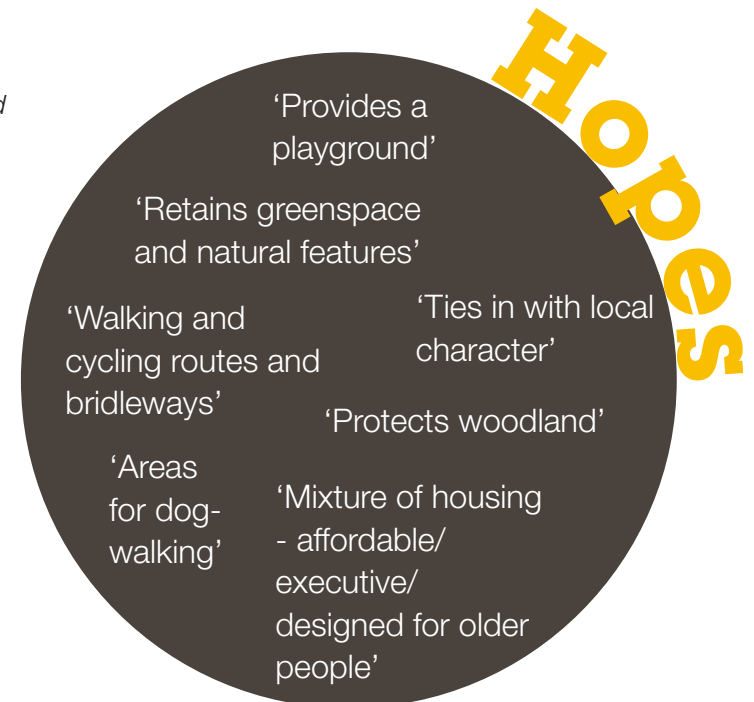 Hopes
‘Provides a
playground’
‘Retains greenspace
and natural features’
‘Ties in with local
character’
‘Walking and
cycling routes and
bridleways’
‘Protects woodland’
‘Areas
for dog-
walking’
‘Mixture of housing
- affordable/
executive/
designed for older
people’